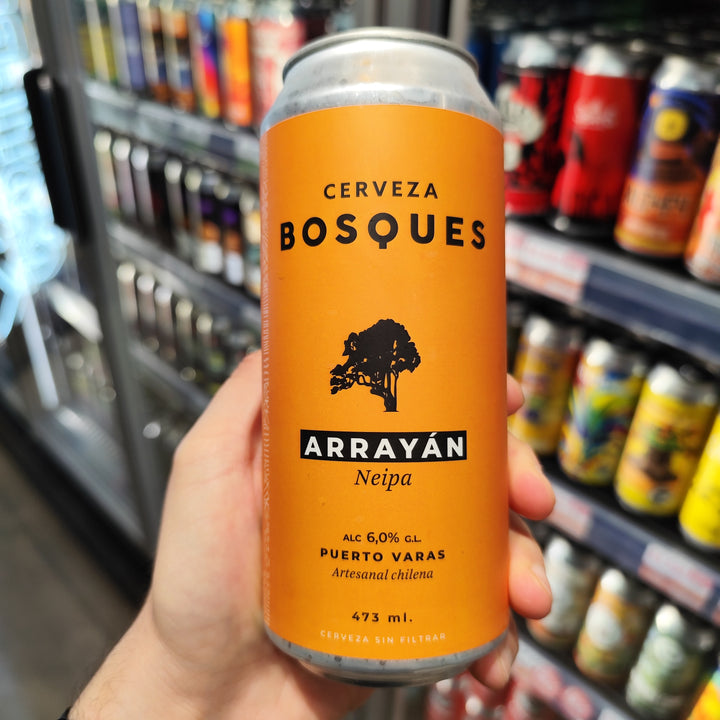 CERVEZA
BOSQUES
ARRAYÁN
Neipa
ALC 6,0% G.L.
PUERTO VARAS
Artesanal chilena
473 ml.
CERVEZA SIN FILTRAR